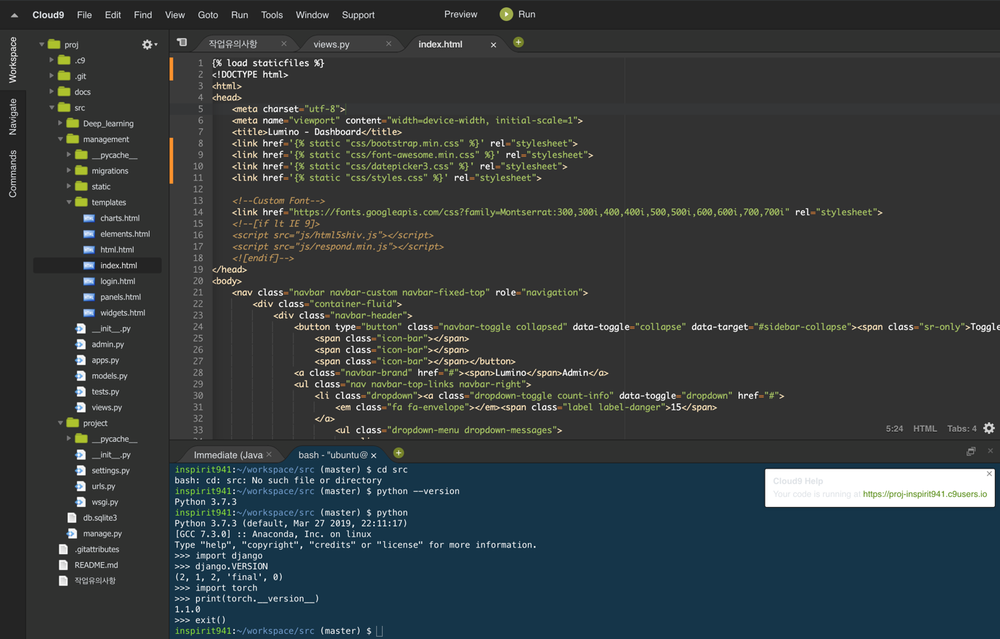 Cloud9 File Edit Find View Goto Run Tools Window Support Preview Run
Workspace
Navigate
Commands
proj
.c9
.git
docs
src
Deep_learning
management
__pycache__
migrations
static
templates
charts.html
elements.html
html.html
index.html
login.html
panels.html
widgets.html
__init__.py
admin.py
apps.py
models.py
tests.py
views.py
project
__pycache__
__init__.py
settings.py
urls.py
wsgi.py
db.sqlite3
manage.py
.gitattributes
README.md
작업유의사항
작업유의사항 views.py index.html
1 {% load staticfiles %}
2 <!DOCTYPE html>
3 <html>
4 <head>
5 <meta charset="utf-8">
6 <meta name="viewport" content="width=device-width, initial-scale=1">
7 <title>Lumino - Dashboard</title>
8 <link href='{% static "css/bootstrap.min.css" %}' rel="stylesheet">
9 <link href='{% static "css/font-awesome.min.css" %}' rel="stylesheet">
10 <link href='{% static "css/datepicker3.css" %}' rel="stylesheet">
11 <link href='{% static "css/styles.css" %}' rel="stylesheet">
12
13 <!--Custom Font-->
14 <link href="https://fonts.googleapis.com/css?family=Montserrat:300,300i,400,400i,500,500i,600,600i,700,700i" rel="stylesheet">
15 <!--[if lt IE 9]>
16 <script src="js/html5shiv.js"></script>
17 <script src="js/respond.min.js"></script>
18 <![endif]-->
19 </head>
20 <body>
21 <nav class="navbar navbar-custom navbar-fixed-top" role="navigation">
22 <div class="container-fluid">
23 <div class="navbar-header">
24 <button type="button" class="navbar-toggle collapsed" data-toggle="collapse" data-target="#sidebar-collapse"><span class="sr-only">Toggle
25 <span class="icon-bar"></span>
26 <span class="icon-bar"></span>
27 <span class="icon-bar"></span></button>
28 <a class="navbar-brand" href="#"><span>Lumino</span>Admin</a>
29 <ul class="nav navbar-top-links navbar-right">
30 <li class="dropdown"><a class="dropdown-toggle count-info" data-toggle="dropdown" href="#">
31 <em class="fa fa-envelope"></em><span class="label label-danger">15</span>
32 </a>
33 <ul class="dropdown-menu dropdown-messages">
5:24 HTML Tabs: 4
Immediate (Java bash - "ubuntu@
inspirit941:~/workspace/src (master) $ cd src
bash: cd: src: No such file or directory
inspirit941:~/workspace/src (master) $ python --version
Python 3.7.3
inspirit941:~/workspace/src (master) $ python
Python 3.7.3 (default, Mar 27 2019, 22:11:17)
[GCC 7.3.0] :: Anaconda, Inc. on linux
Type "help", "copyright", "credits" or "license" for more information.
>>> import django
>>> django.VERSION
(2, 1, 2, 'final', 0)
>>> import torch
>>> print(torch.__version__)
1.1.0
>>> exit()
inspirit941:~/workspace/src (master) $
Cloud9 Help
Your code is running at https://proj-inspirit941.c9users.io